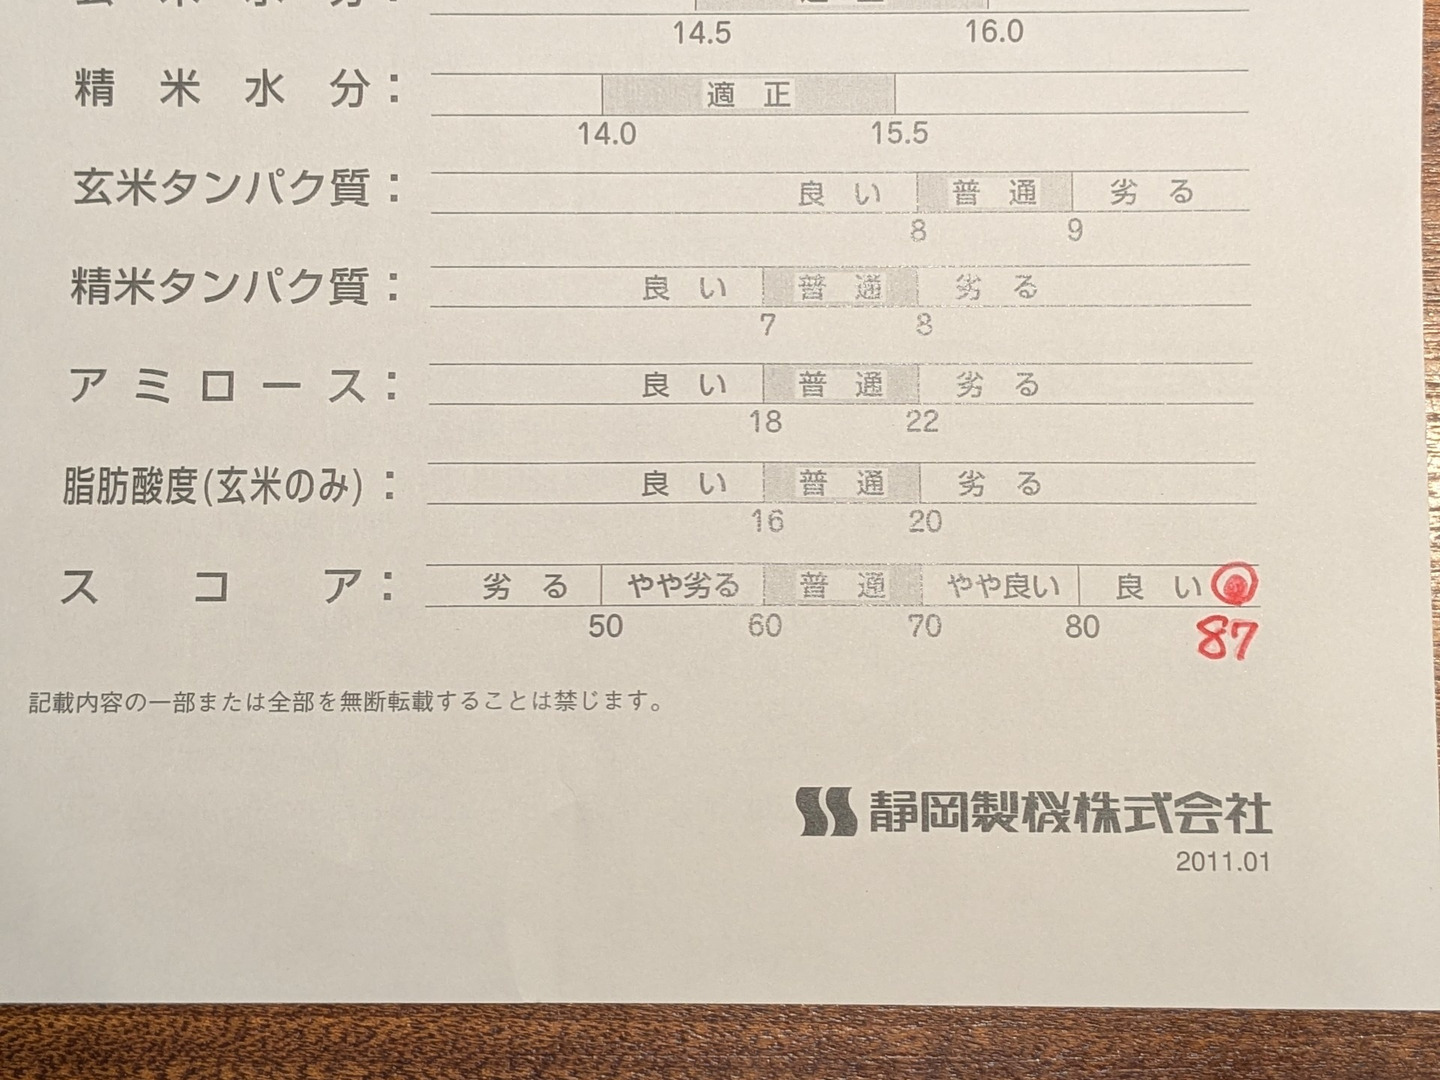 14.5 16.0
精米水分： 適正
14.0 15.5
玄米タンパク質： 良い 普通 劣る
8 9
精米タンパク質： 良い 普通 劣る
7 8
アミロース： 良い 普通 劣る
18 22
脂肪酸度(玄米のみ)： 良い 普通 劣る
16 20
スコア： 劣る やや劣る 普通 やや良い 良い
50 60 70 80 87
記載内容の一部または全部を無断転載することは禁じます。
静岡製機株式会社
2011.01